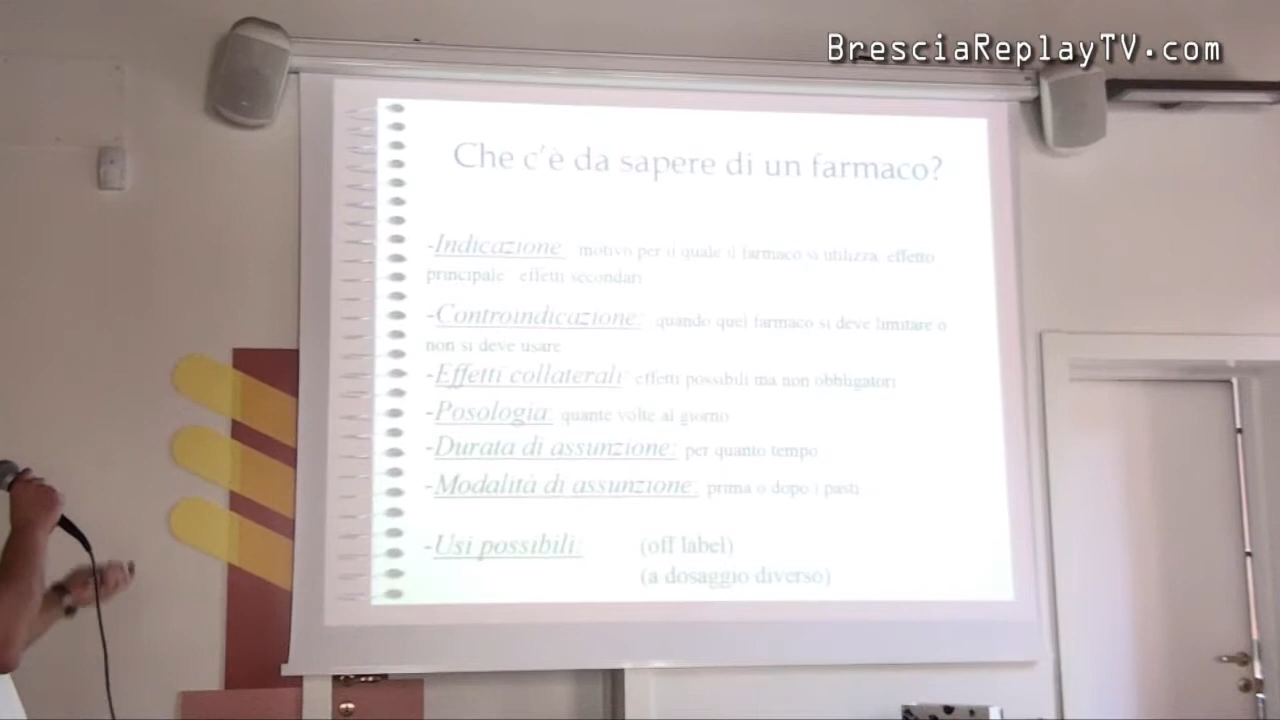 BresciaReplayTV.com
Che c'è da sapere di un farmaco?
-Indicazione: motivo per il quale il farmaco si utilizza: effetto
principale effetti secondari
-Controindicazione: quando quel farmaco si deve limitare o
non si deve usare
-Effetti collaterali: effetti possibili ma non obbligatori
-Posologia: quante volte al giorno
-Durata di assunzione: per quanto tempo
-Modalità di assunzione: prima o dopo i pasti
-Usi possibili: (off label)
(a dosaggio diverso)